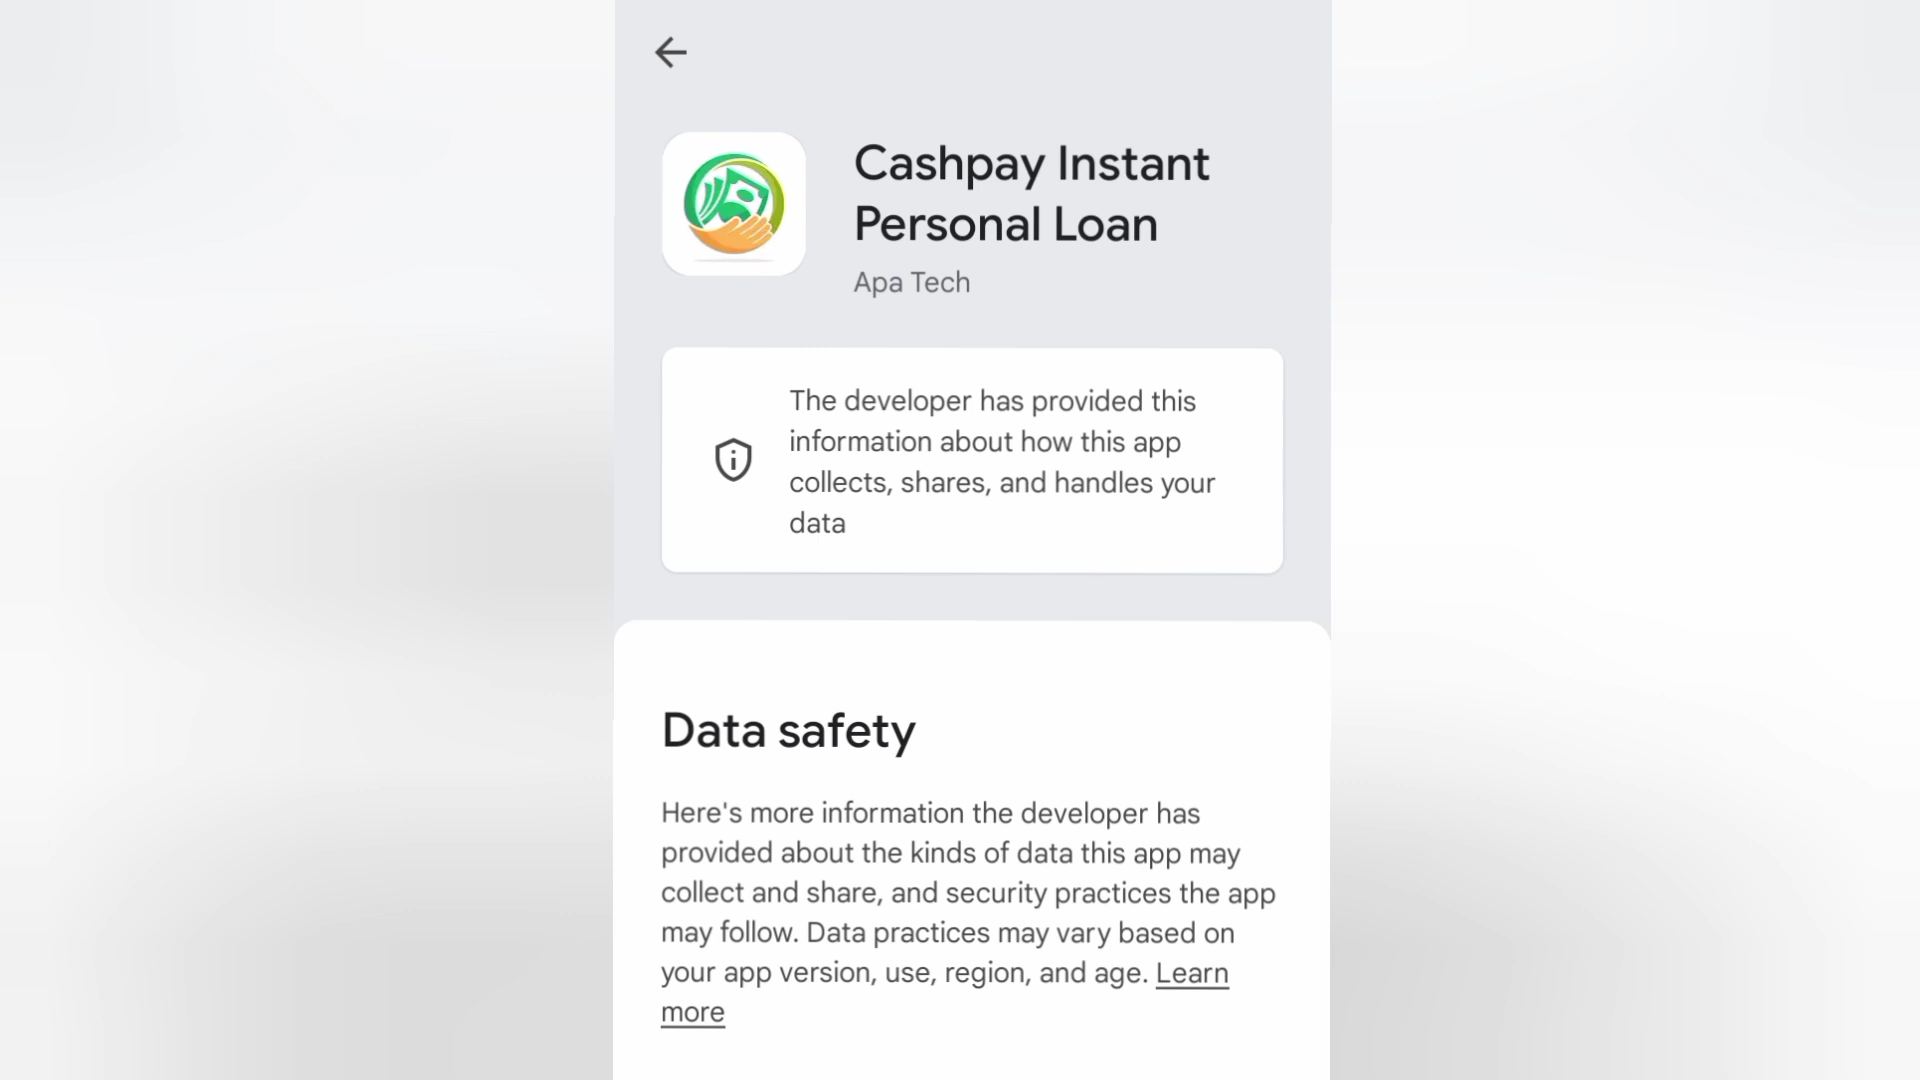 Cashpay Instant
Personal Loan
Apa Tech
The developer has provided this
information about how this app
collects, shares, and handles your
data
Data safety
Here's more information the developer has
provided about the kinds of data this app may
collect and share, and security practices the app
may follow. Data practices may vary based on
your app version, use, region, and age. Learn
more